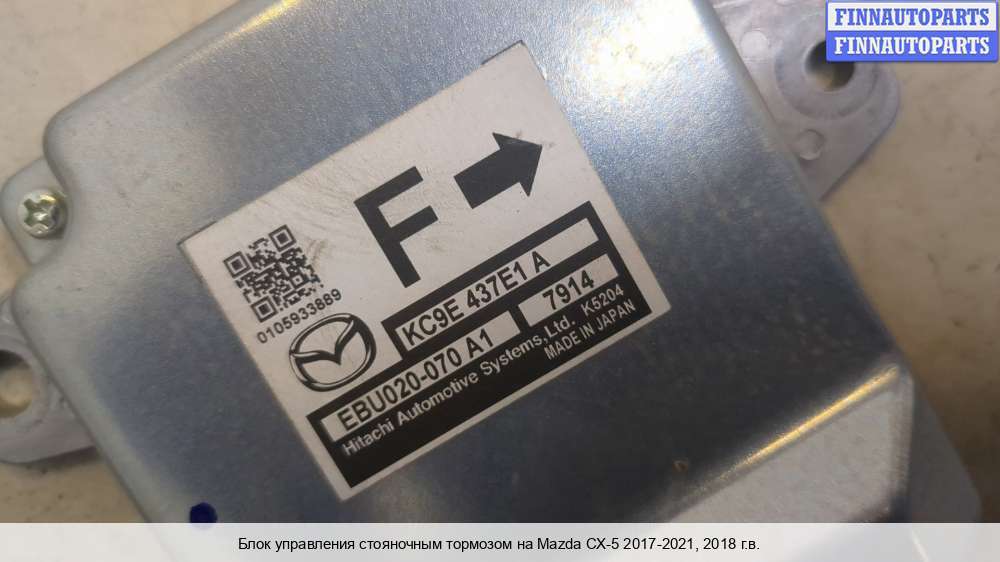 FINNAUTOPARTS
FINNAUTOPARTS
F
0105933889
KC9E 437E1 A
EBU020-070 A1 7914
Hitachi Automotive Systems,Ltd. K5204
MADE IN JAPAN
Блок управления стояночным тормозом на Mazda CX-5 2017-2021, 2018 г.в.